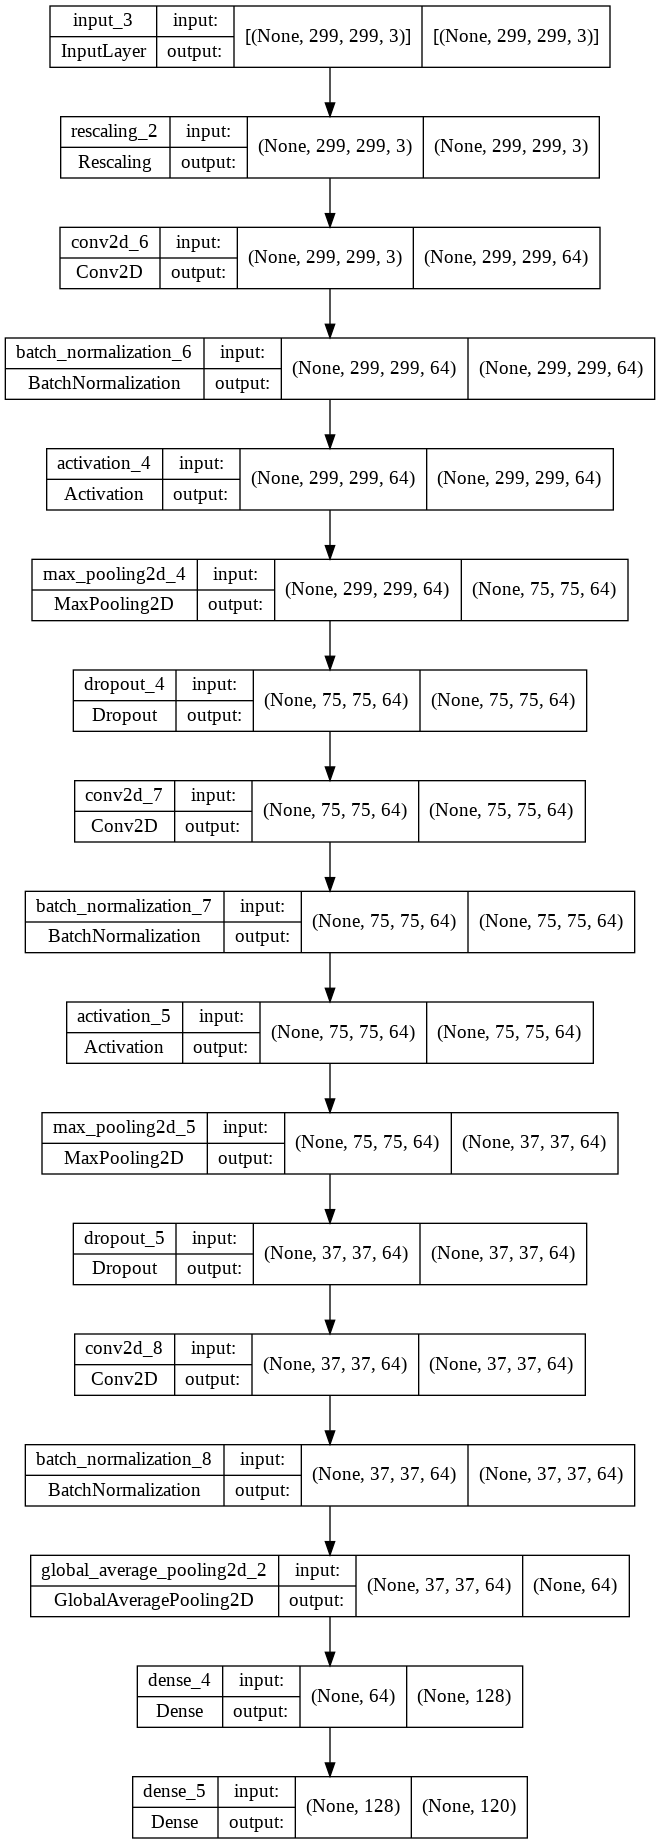 input_3 input: [(None, 299, 299, 3)] [(None, 299, 299, 3)]
InputLayer output:
rescaling_2 input: (None, 299, 299, 3) (None, 299, 299, 3)
Rescaling output:
conv2d_6 input: (None, 299, 299, 3) (None, 299, 299, 64)
Conv2D output:
batch_normalization_6 input: (None, 299, 299, 64) (None, 299, 299, 64)
BatchNormalization output:
activation_4 input: (None, 299, 299, 64) (None, 299, 299, 64)
Activation output:
max_pooling2d_4 input: (None, 299, 299, 64) (None, 75, 75, 64)
MaxPooling2D output:
dropout_4 input: (None, 75, 75, 64) (None, 75, 75, 64)
Dropout output:
conv2d_7 input: (None, 75, 75, 64) (None, 75, 75, 64)
Conv2D output:
batch_normalization_7 input: (None, 75, 75, 64) (None, 75, 75, 64)
BatchNormalization output:
activation_5 input: (None, 75, 75, 64) (None, 75, 75, 64)
Activation output:
max_pooling2d_5 input: (None, 75, 75, 64) (None, 37, 37, 64)
MaxPooling2D output:
dropout_5 input: (None, 37, 37, 64) (None, 37, 37, 64)
Dropout output:
conv2d_8 input: (None, 37, 37, 64) (None, 37, 37, 64)
Conv2D output:
batch_normalization_8 input: (None, 37, 37, 64) (None, 37, 37, 64)
BatchNormalization output:
global_average_pooling2d_2 input: (None, 37, 37, 64) (None, 64)
GlobalAveragePooling2D output:
dense_4 input: (None, 64) (None, 128)
Dense output:
dense_5 input: (None, 128) (None, 120)
Dense output: